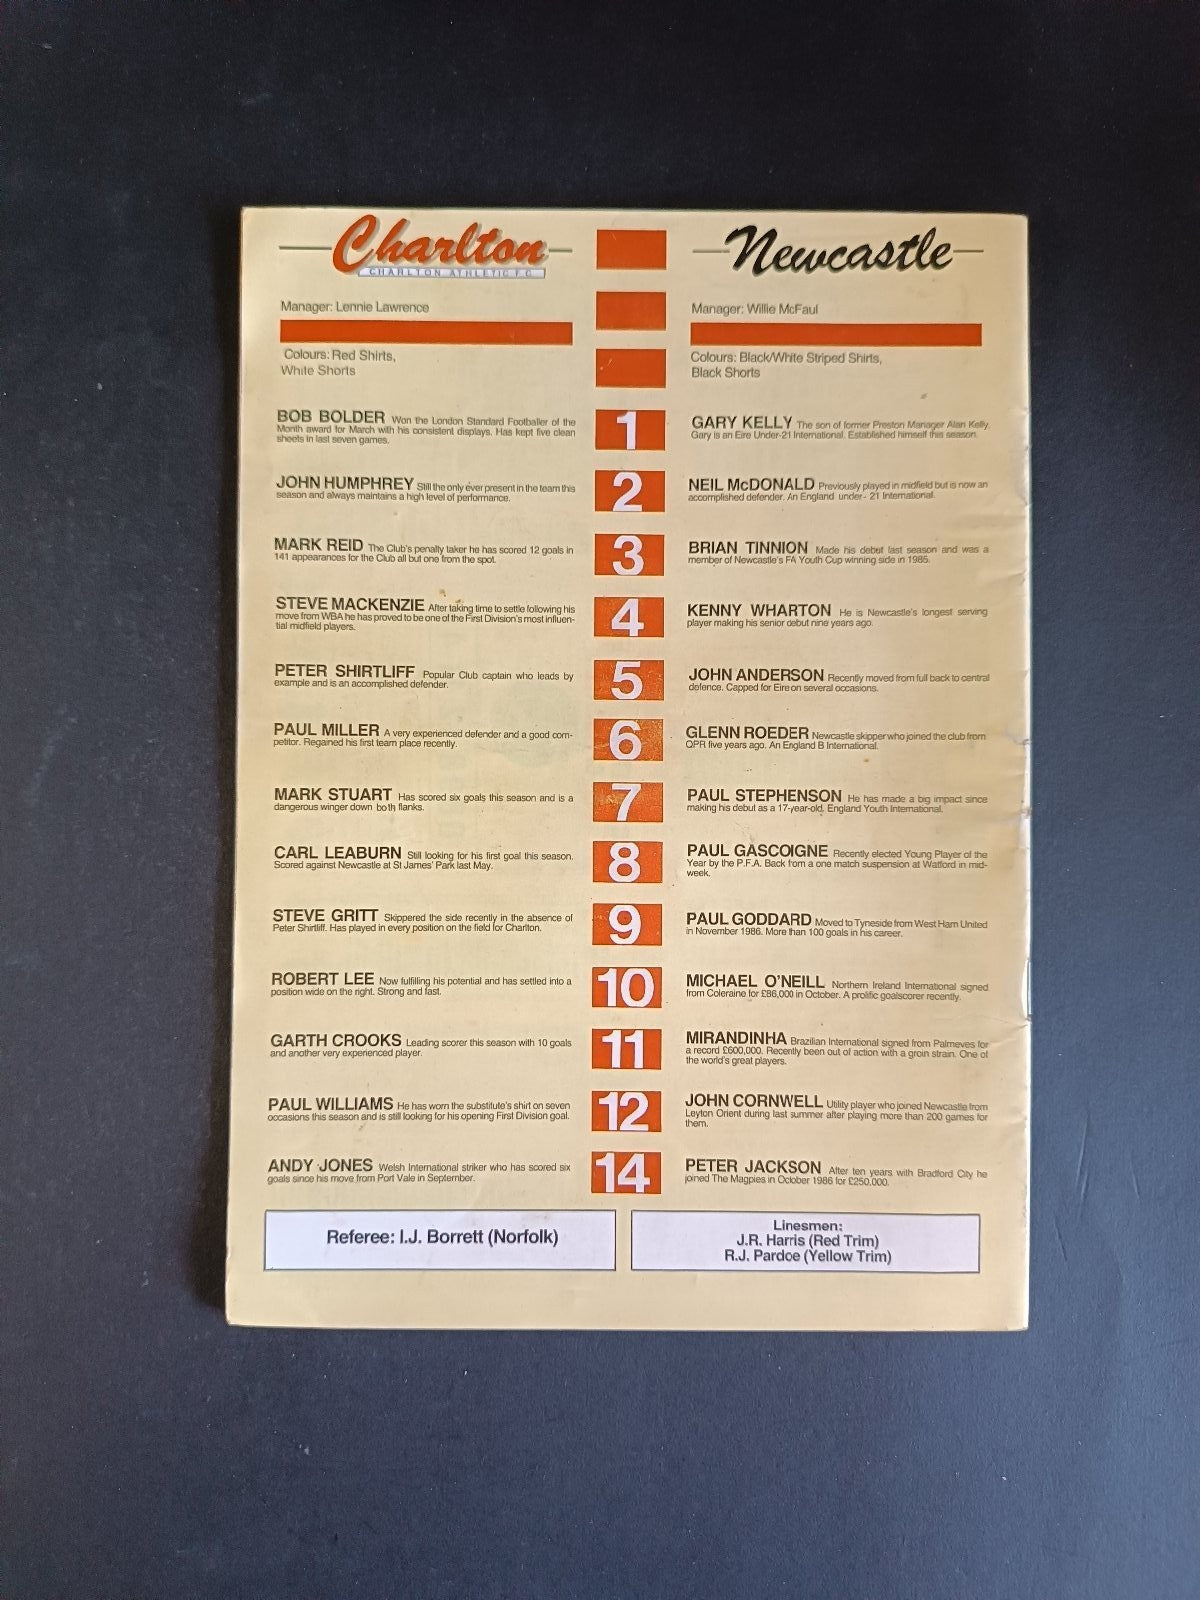 Charlton
CHARLTON ATHLETIC F.C.
Newcastle
Manager: Lennie Lawrence
Colours: Red Shirts,
White Shorts
Manager: Willie McFaul
Colours: Black/White Striped Shirts,
Black Shorts
BOB BOLDER Won the London Standard Footballer of the
Month award for March with his consistent displays. Has kept five clean
sheets in last seven games.
1
GARY KELLY The son of former Preston Manager Alan Kelly.
Gary is an Eire Under-21 International. Established himself this season.
JOHN HUMPHREY Still the only ever present in the team this
season and always maintains a high level of performance.
2
NEIL McDONALD Previously played in midfield but is now an
accomplished defender. An England under- 21 International.
MARK REID The Club's penalty taker he has scored 12 goals in
141 appearances for the Club all but one from the spot.
3
BRIAN TINNION Made his debut last season and was a
member of Newcastle's FA Youth Cup winning side in 1985.
STEVE MACKENZIE After taking time to settle following his
move from WBA he has proved to be one of the First Division's most influen-
tial midfield players.
4
KENNY WHARTON He is Newcastle's longest serving
player making his senior debut nine years ago.
PETER SHIRTLIFF Popular Club captain who leads by
example and is an accomplished defender.
5
JOHN ANDERSON Recently moved from full back to central
defence. Capped for Eire on several occasions.
PAUL MILLER A very experienced defender and a good com-
petitor. Regained his first team place recently.
6
GLENN ROEDER Newcastle skipper who joined the club from
QPR five years ago. An England B International.
MARK STUART Has scored six goals this season and is a
dangerous winger down both flanks.
7
PAUL STEPHENSON He has made a big impact since
making his debut as a 17-year-old. England Youth International.
CARL LEABURN Still looking for his first goal this season.
Scored against Newcastle at St James' Park last May.
8
PAUL GASCOIGNE Recently elected Young Player of the
Year by the P.F.A. Back from a one match suspension at Watford in mid-
week.
STEVE GRITT Skippered the side recently in the absence of
Peter Shirtliff. Has played in every position on the field for Charlton.
9
PAUL GODDARD Moved to Tyneside from West Ham United
in November 1986. More than 100 goals in his career.
ROBERT LEE Now fulfilling his potential and has settled into a
position wide on the right. Strong and fast.
10
MICHAEL O'NEILL Northern Ireland International signed
from Coleraine for £86,000 in October. A prolific goalscorer recently.
GARTH CROOKS Leading scorer this season with 10 goals
and another very experienced player.
11
MIRANDINHA Brazilian International signed from Palmeves for
a record £600,000. Recently been out of action with a groin strain. One of
the world's great players.
PAUL WILLIAMS He has worn the substitute's shirt on seven
occasions this season and is still looking for his opening First Division goal.
12
JOHN CORNWELL Utility player who joined Newcastle from
Leyton Orient during last summer after playing more than 200 games for
them.
ANDY JONES Welsh International striker who has scored six
goals since his move from Port Vale in September.
14
PETER JACKSON After ten years with Bradford City he
joined The Magpies in October 1986 for £250,000.
Referee: I.J. Borrett (Norfolk)
Linesmen:
J.R. Harris (Red Trim)
R.J. Pardoe (Yellow Trim)